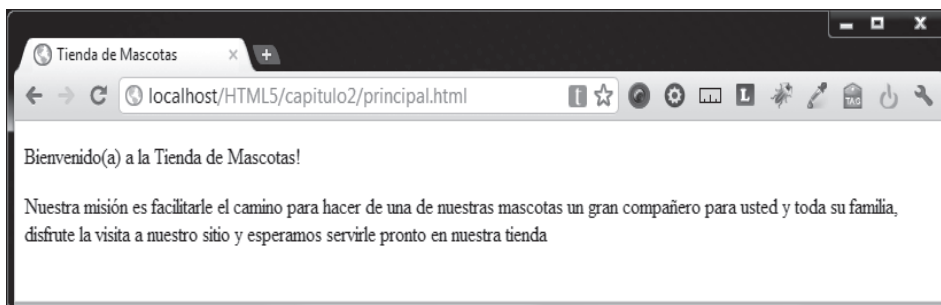 Tienda de Mascotas
localhost/HTML5/capitulo2/principal.html
Bienvenido(a) a la Tienda de Mascotas!
Nuestra misión es facilitarle el camino para hacer de una de nuestras mascotas un gran compañero para usted y toda su familia,
disfrute la visita a nuestro sitio y esperamos servirle pronto en nuestra tienda